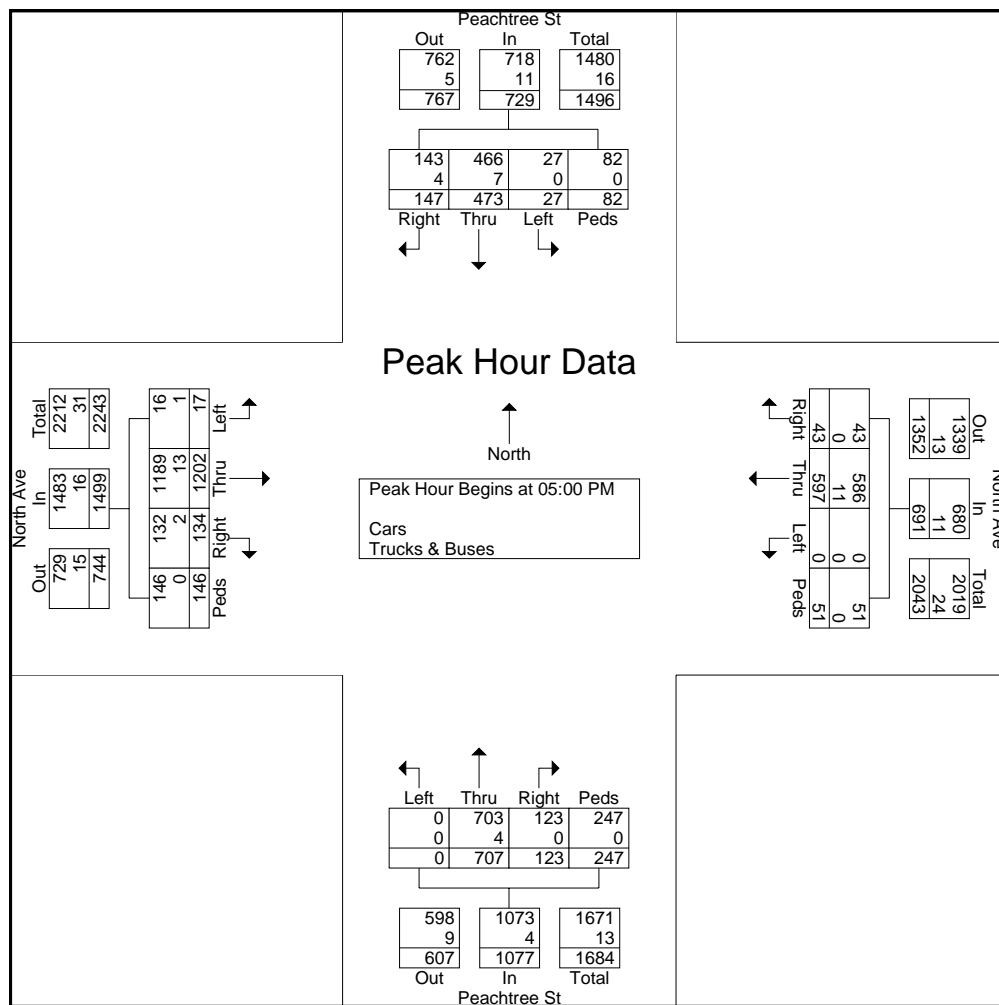 Peachtree St
Out In Total
762 718 1480
5 11 16
767 729 1496
143 466 27 82
4 7 0 0
147 473 27 82
Right Thru Left Peds
Peak Hour Data
North
Peak Hour Begins at 05:00 PM
Cars
Trucks & Buses
North Ave
Out In Total
729 1483 2212
15 16 31
744 1499 2243
146 132 1189 16
0 2 13 1
146 134 1202 17
Peds Right Thru Left
North Ave
Out In Total
1339 680 2019
13 11 24
1352 691 2043
43 586 0 51
0 11 0 0
43 597 0 51
Right Thru Left Peds
Left Thru Right Peds
0 703 123 247
0 4 0 0
0 707 123 247
598 1073 1671
9 4 13
607 1077 1684
Out In Total
Peachtree St